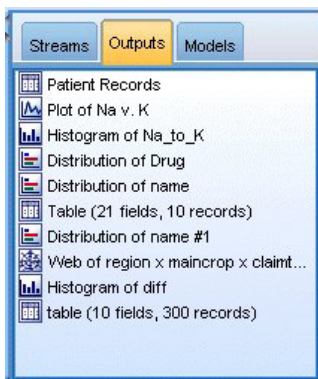 Streams Outputs Models
Patient Records
Plot of Na v. K
Histogram of Na_to_K
Distribution of Drug
Distribution of name
Table (21 fields, 10 records)
Distribution of name #1
Web of region x maincrop x claimt...
Histogram of diff
table (10 fields, 300 records)